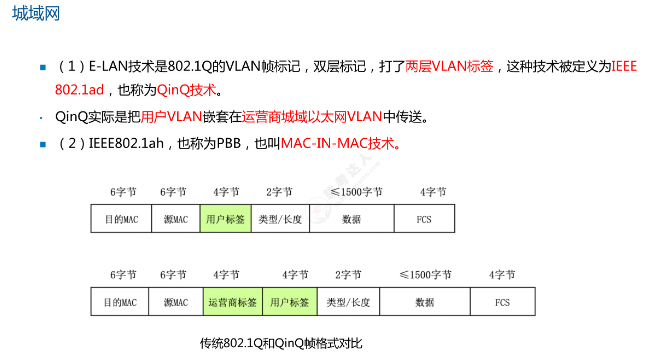 城域网
■ （1）E-LAN技术是802.1Q的VLAN帧标记，双层标记，打了两层VLAN标签，这种技术被定义为IEEE
802.1ad，也称为QinQ技术。
• QinQ实际是把用户VLAN嵌套在运营商城域以太网VLAN中传送。
■ （2）IEEE802.1ah，也称为PBB，也叫MAC-IN-MAC技术。
6字节 6字节 4字节 2字节 ≤1500字节 4字节
目的MAC 源MAC 用户标签 类型/长度 数据 FCS
6字节 6字节 4字节 4字节 2字节 ≤1500字节 4字节
目的MAC 源MAC 运营商标签 用户标签 类型/长度 数据 FCS
传统802.1Q和QinQ帧格式对比